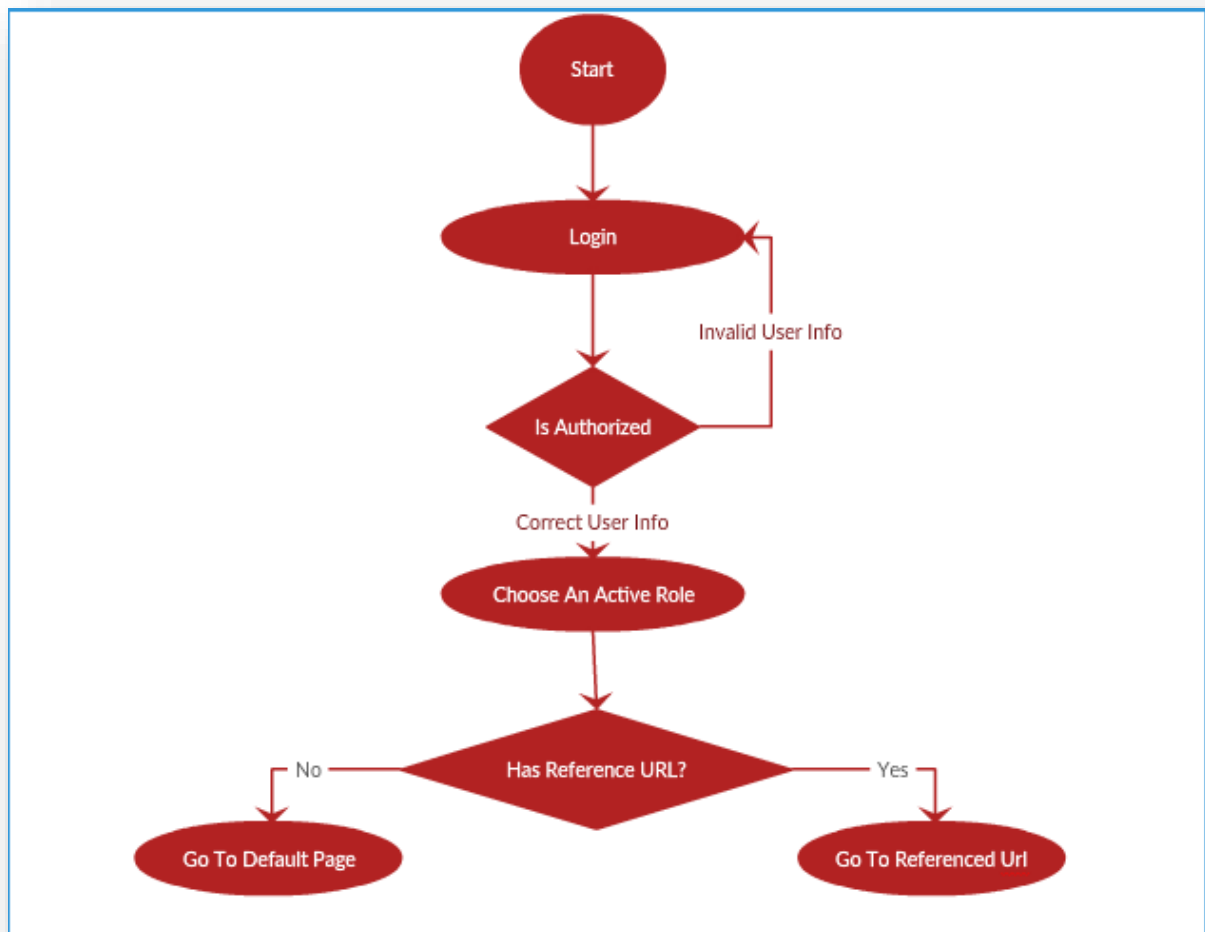 Start
Login
Invalid User Info
Is Authorized
Correct User Info
Choose An Active Role
Has Reference URL?
No
Yes
Go To Default Page
Go To Referenced Url